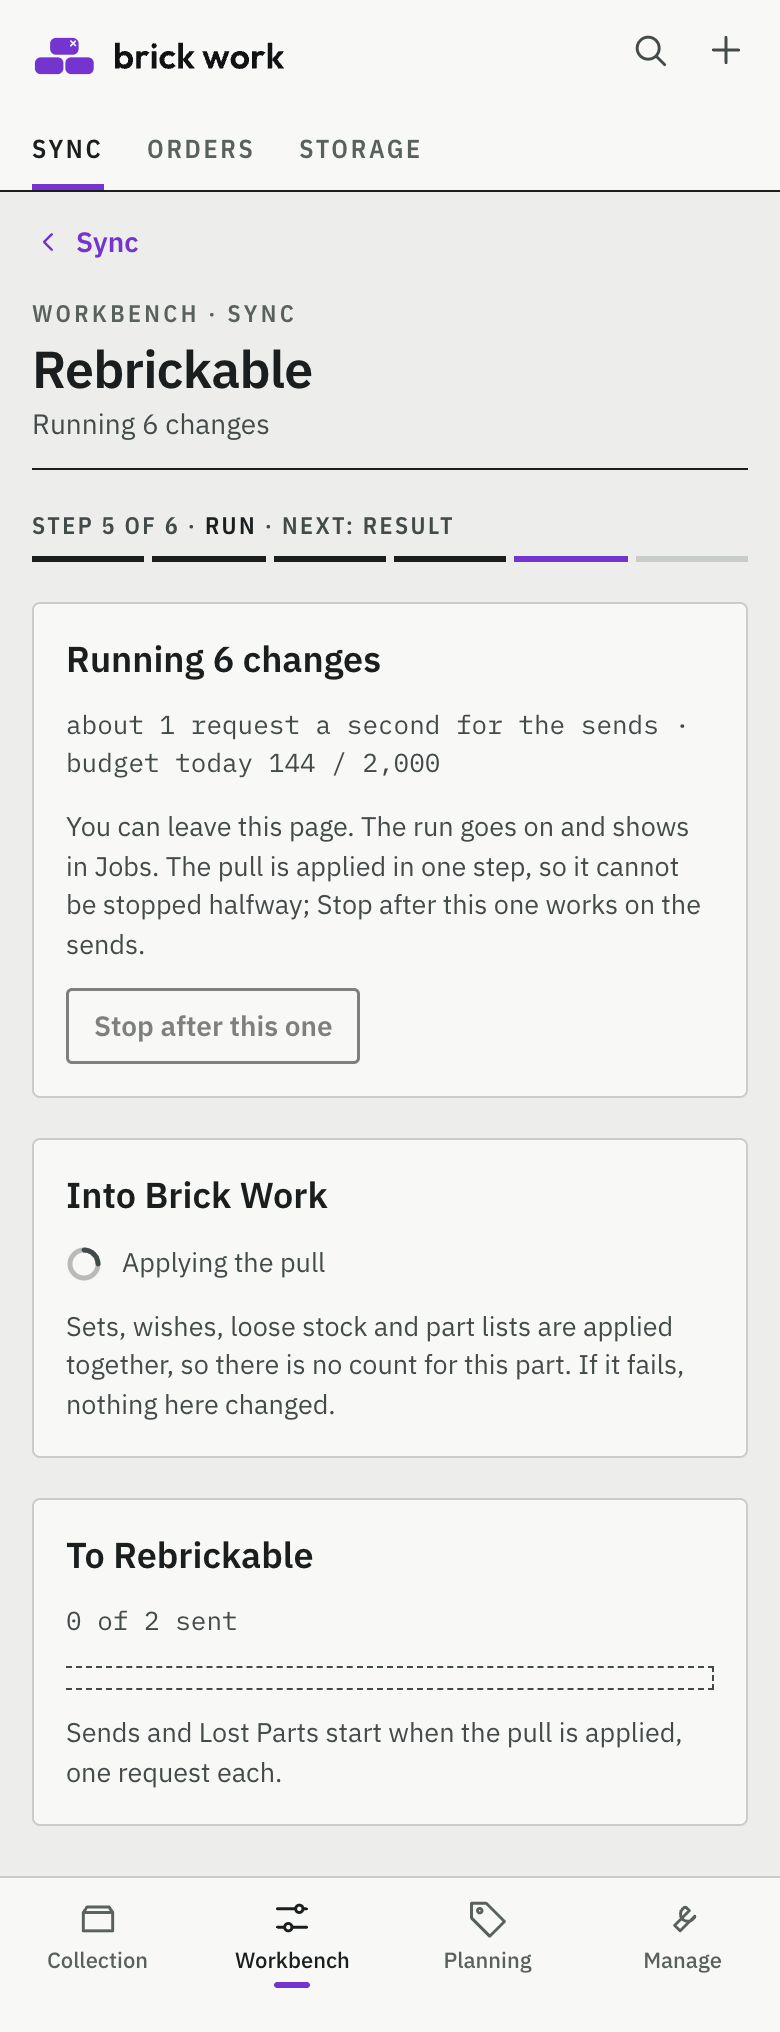 brick work
SYNC ORDERS STORAGE
Sync
WORKBENCH · SYNC
Rebrickable
Running 6 changes
STEP 5 OF 6 · RUN · NEXT: RESULT
Running 6 changes
about 1 request a second for the sends ·
budget today 144 / 2,000
You can leave this page. The run goes on and shows
in Jobs. The pull is applied in one step, so it cannot
be stopped halfway; Stop after this one works on the
sends.
Stop after this one
Into Brick Work
Applying the pull
Sets, wishes, loose stock and part lists are applied
together, so there is no count for this part. If it fails,
nothing here changed.
To Rebrickable
0 of 2 sent
Sends and Lost Parts start when the pull is applied,
one request each.
Collection Workbench Planning Manage